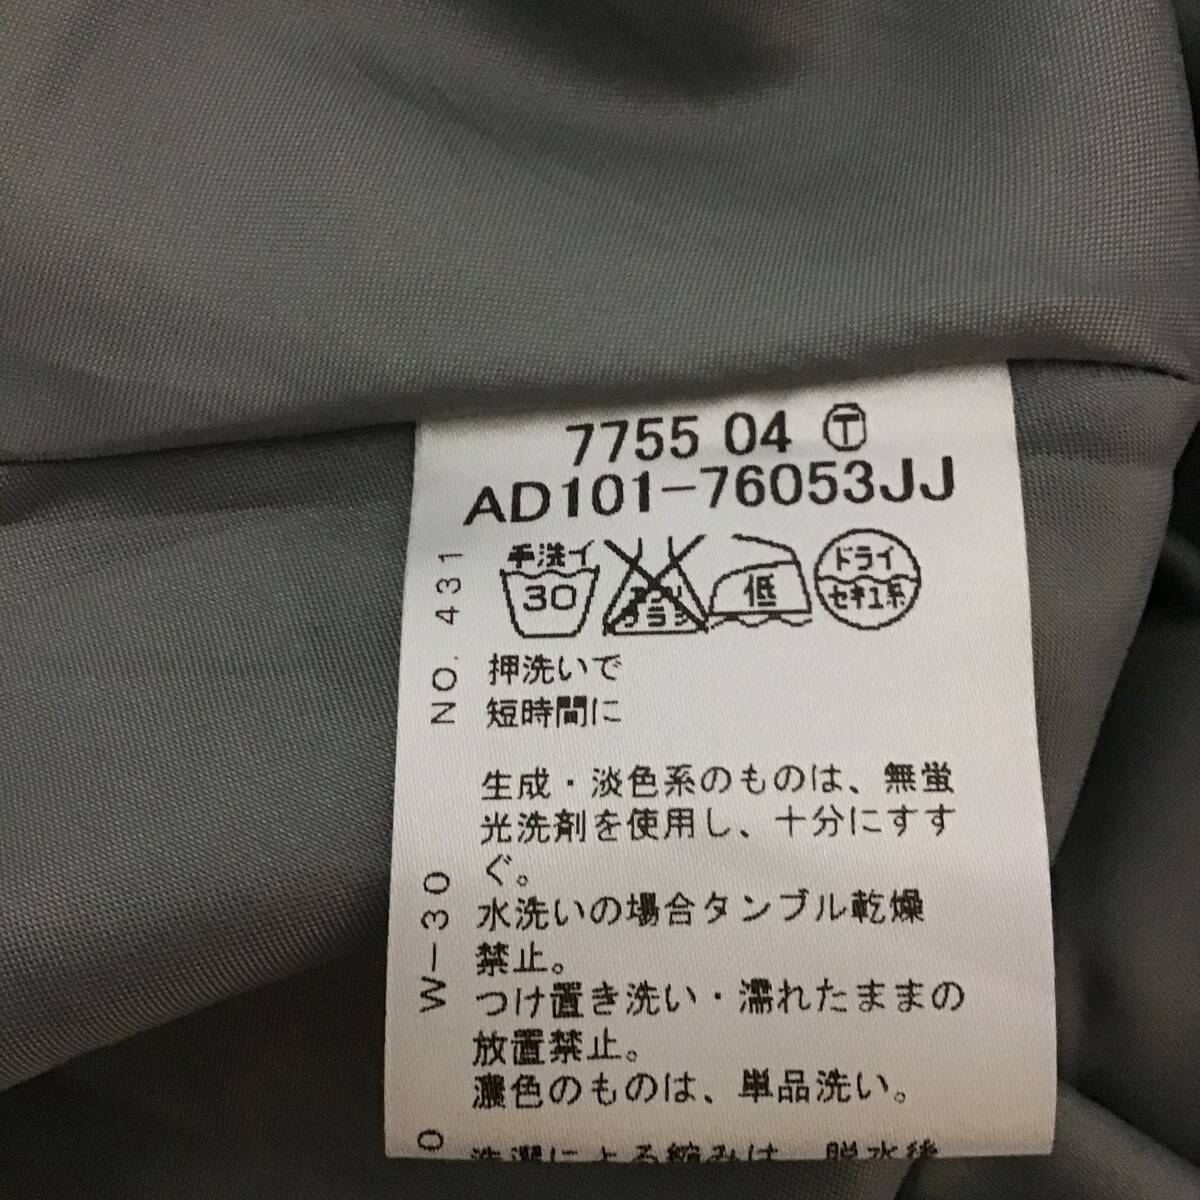 7755 04 Ⓣ
AD101-76053JJ
手洗イ
30
低
ドライ
セキュ系
NO. 431
押洗いで
短時間に
生成・淡色系のものは、無蛍
光洗剤を使用し、十分にすす
ぐ。
水洗いの場合タンブル乾燥
禁止。
つけ置き洗い・濡れたままの
放置禁止。
濃色のものは、単品洗い。
W-30